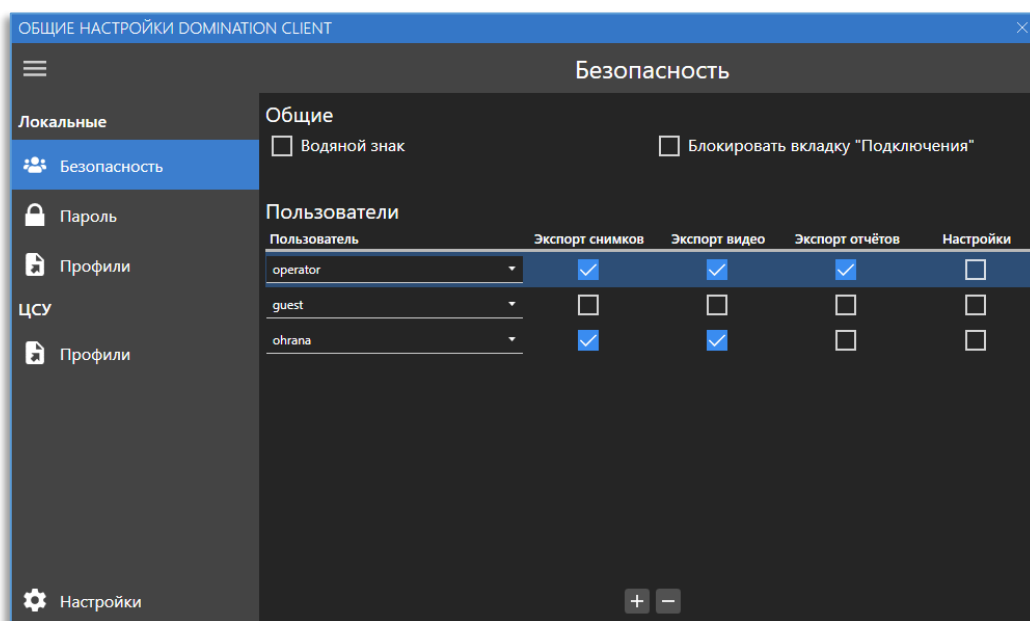 ОБЩИЕ НАСТРОЙКИ DOMINATION CLIENT
Безопасность
Локальные
Безопасность
Пароль
Профили
ЦСУ
Профили
Настройки
Общие
Водяной знак
Блокировать вкладку "Подключения"
Пользователи
Пользователь Экспорт снимков Экспорт видео Экспорт отчётов Настройки
operator
guest
ohrana